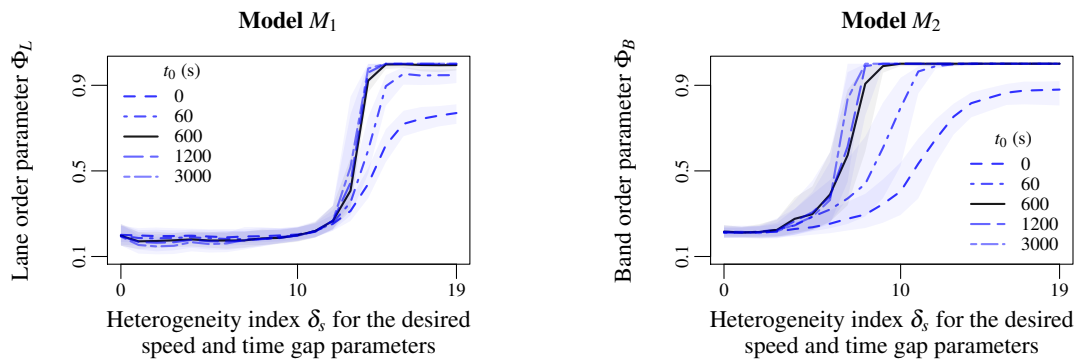 Model M₁
Lane order parameter Φ_L
0.1 0.5 0.9
t₀ (s)
0
60
600
1200
3000
0 10 19
Heterogeneity index δₛ for the desired
speed and time gap parameters
Model M₂
Band order parameter Φ_B
0.1 0.5 0.9
t₀ (s)
0
60
600
1200
3000
0 10 19
Heterogeneity index δₛ for the desired
speed and time gap parameters